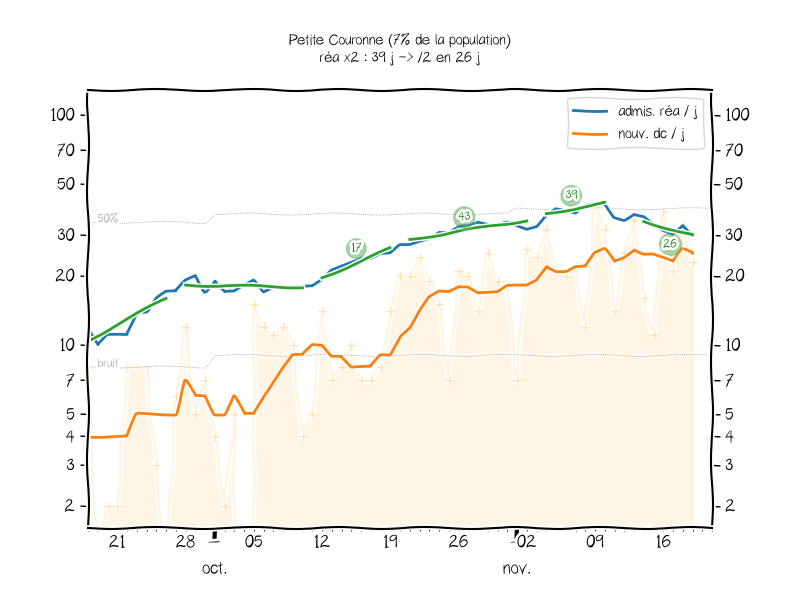 Petite Couronne (7% de la population)
réa x2 : 39 j -> /2 en 26 j
admis. réa / j
nouv. dc / j
100 100
70 70
50 50
50%
30 30
20 20
10 10
bruit
7 7
5 5
4 4
3 3
2 2
17 43 39 26
21 28 05 12 19 26 02 09 16
oct. nov.